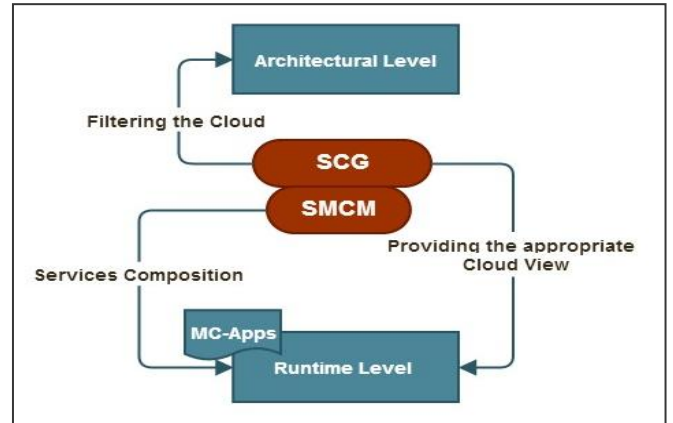 Architectural Level
Filtering the Cloud
SCG
SMCM
Providing the appropriate
Cloud View
Services Composition
MC-Apps
Runtime Level